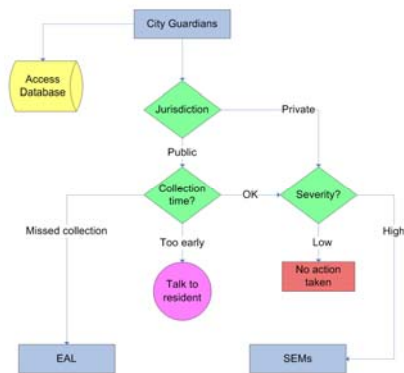 City Guardians
Access
Database
Jurisdiction
Private
Public
Collection
time?
OK
Severity?
Missed collection
High
Too early
Low
Talk to
resident
No action
taken
EAL
SEMs